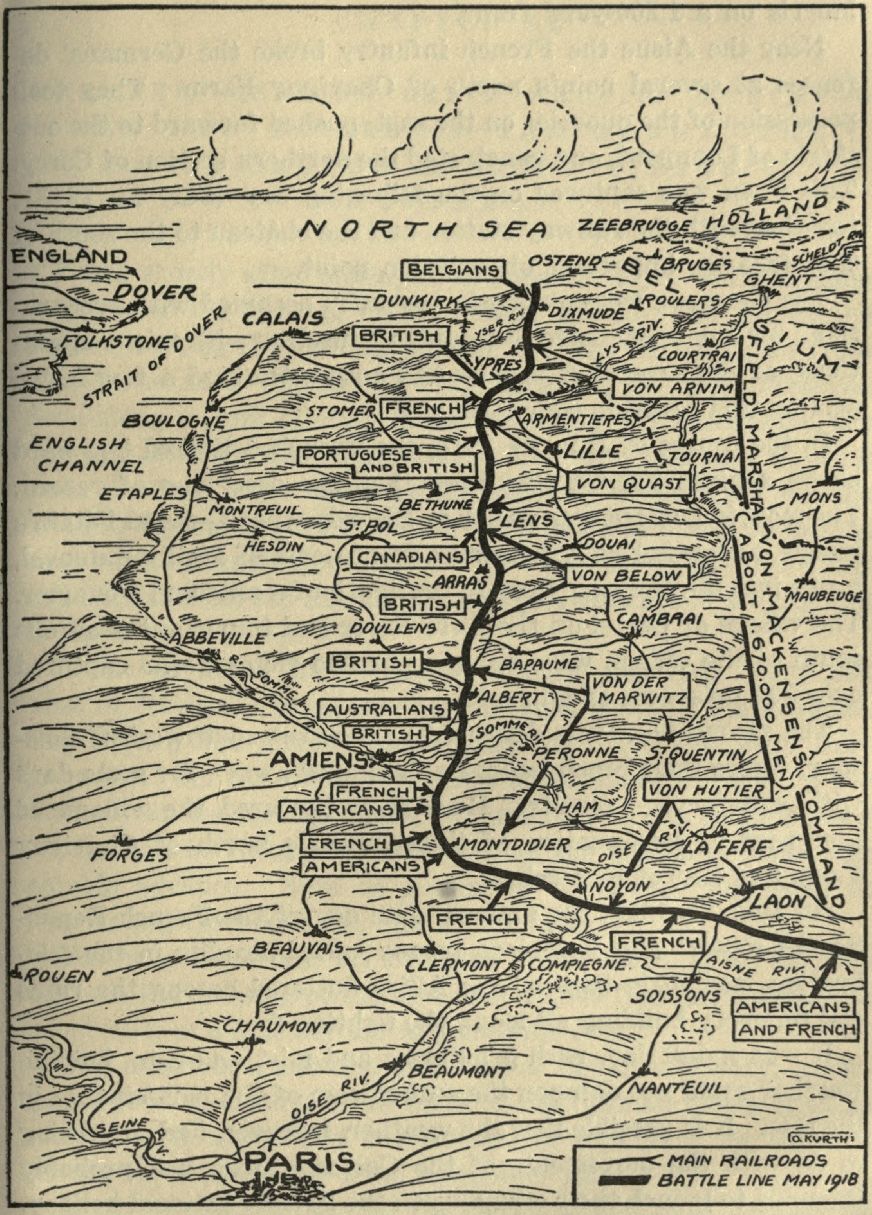 NORTH SEA
ZEEBRUGGE
HOLLAND
ENGLAND
BELGIANS
OSTEND
BEL
GIUM
BRUGES
SCHELDT RIV.
GHENT
DOVER
DUNKIRK
DIXMUDE
ROULERS
CALAIS
YSER RIV.
LYS RIV.
FOLKSTONE
STRAIT OF DOVER
BRITISH
YPRES
COURTRAI
VON ARNIM
BOULOGNE
ST OMER
FRENCH
ARMENTIERES
ENGLISH
CHANNEL
PORTUGUESE
AND BRITISH
LILLE
TOURNAI
ETAPLES
VON QUAST
MONS
MONTREUIL
BETHUNE
LENS
HESDIN
ST POL
CANADIANS
DOUAI
ARRAS
VON BELOW
MAUBEUGE
BRITISH
CAMBRAI
ABBEVILLE
DOULLENS
BRITISH
BAPAUME
R. SOMME
VON DER
MARWITZ
AUSTRALIANS
ALBERT
BRITISH
SOMME RIV.
AMIENS
PERONNE
ST QUENTIN
FRENCH
VON HUTIER
AMERICANS
HAM
FORGES
FRENCH
MONTDIDIER
OISE RIV.
LA FERE
AMERICANS
NOYON
LAON
GFIELD MARSHAL VON MACKENSENS COMMAND
(ABOUT 1670.000 MEN)
FRENCH
FRENCH
BEAUVAIS
ROUEN
CLERMONT
COMPIEGNE
AISNE RIV.
SOISSONS
AMERICANS
AND FRENCH
CHAUMONT
BEAUMONT
NANTEUIL
OISE RIV.
SEINE RIV.
O. KURTH
PARIS
MAIN RAILROADS
BATTLE LINE MAY 1918